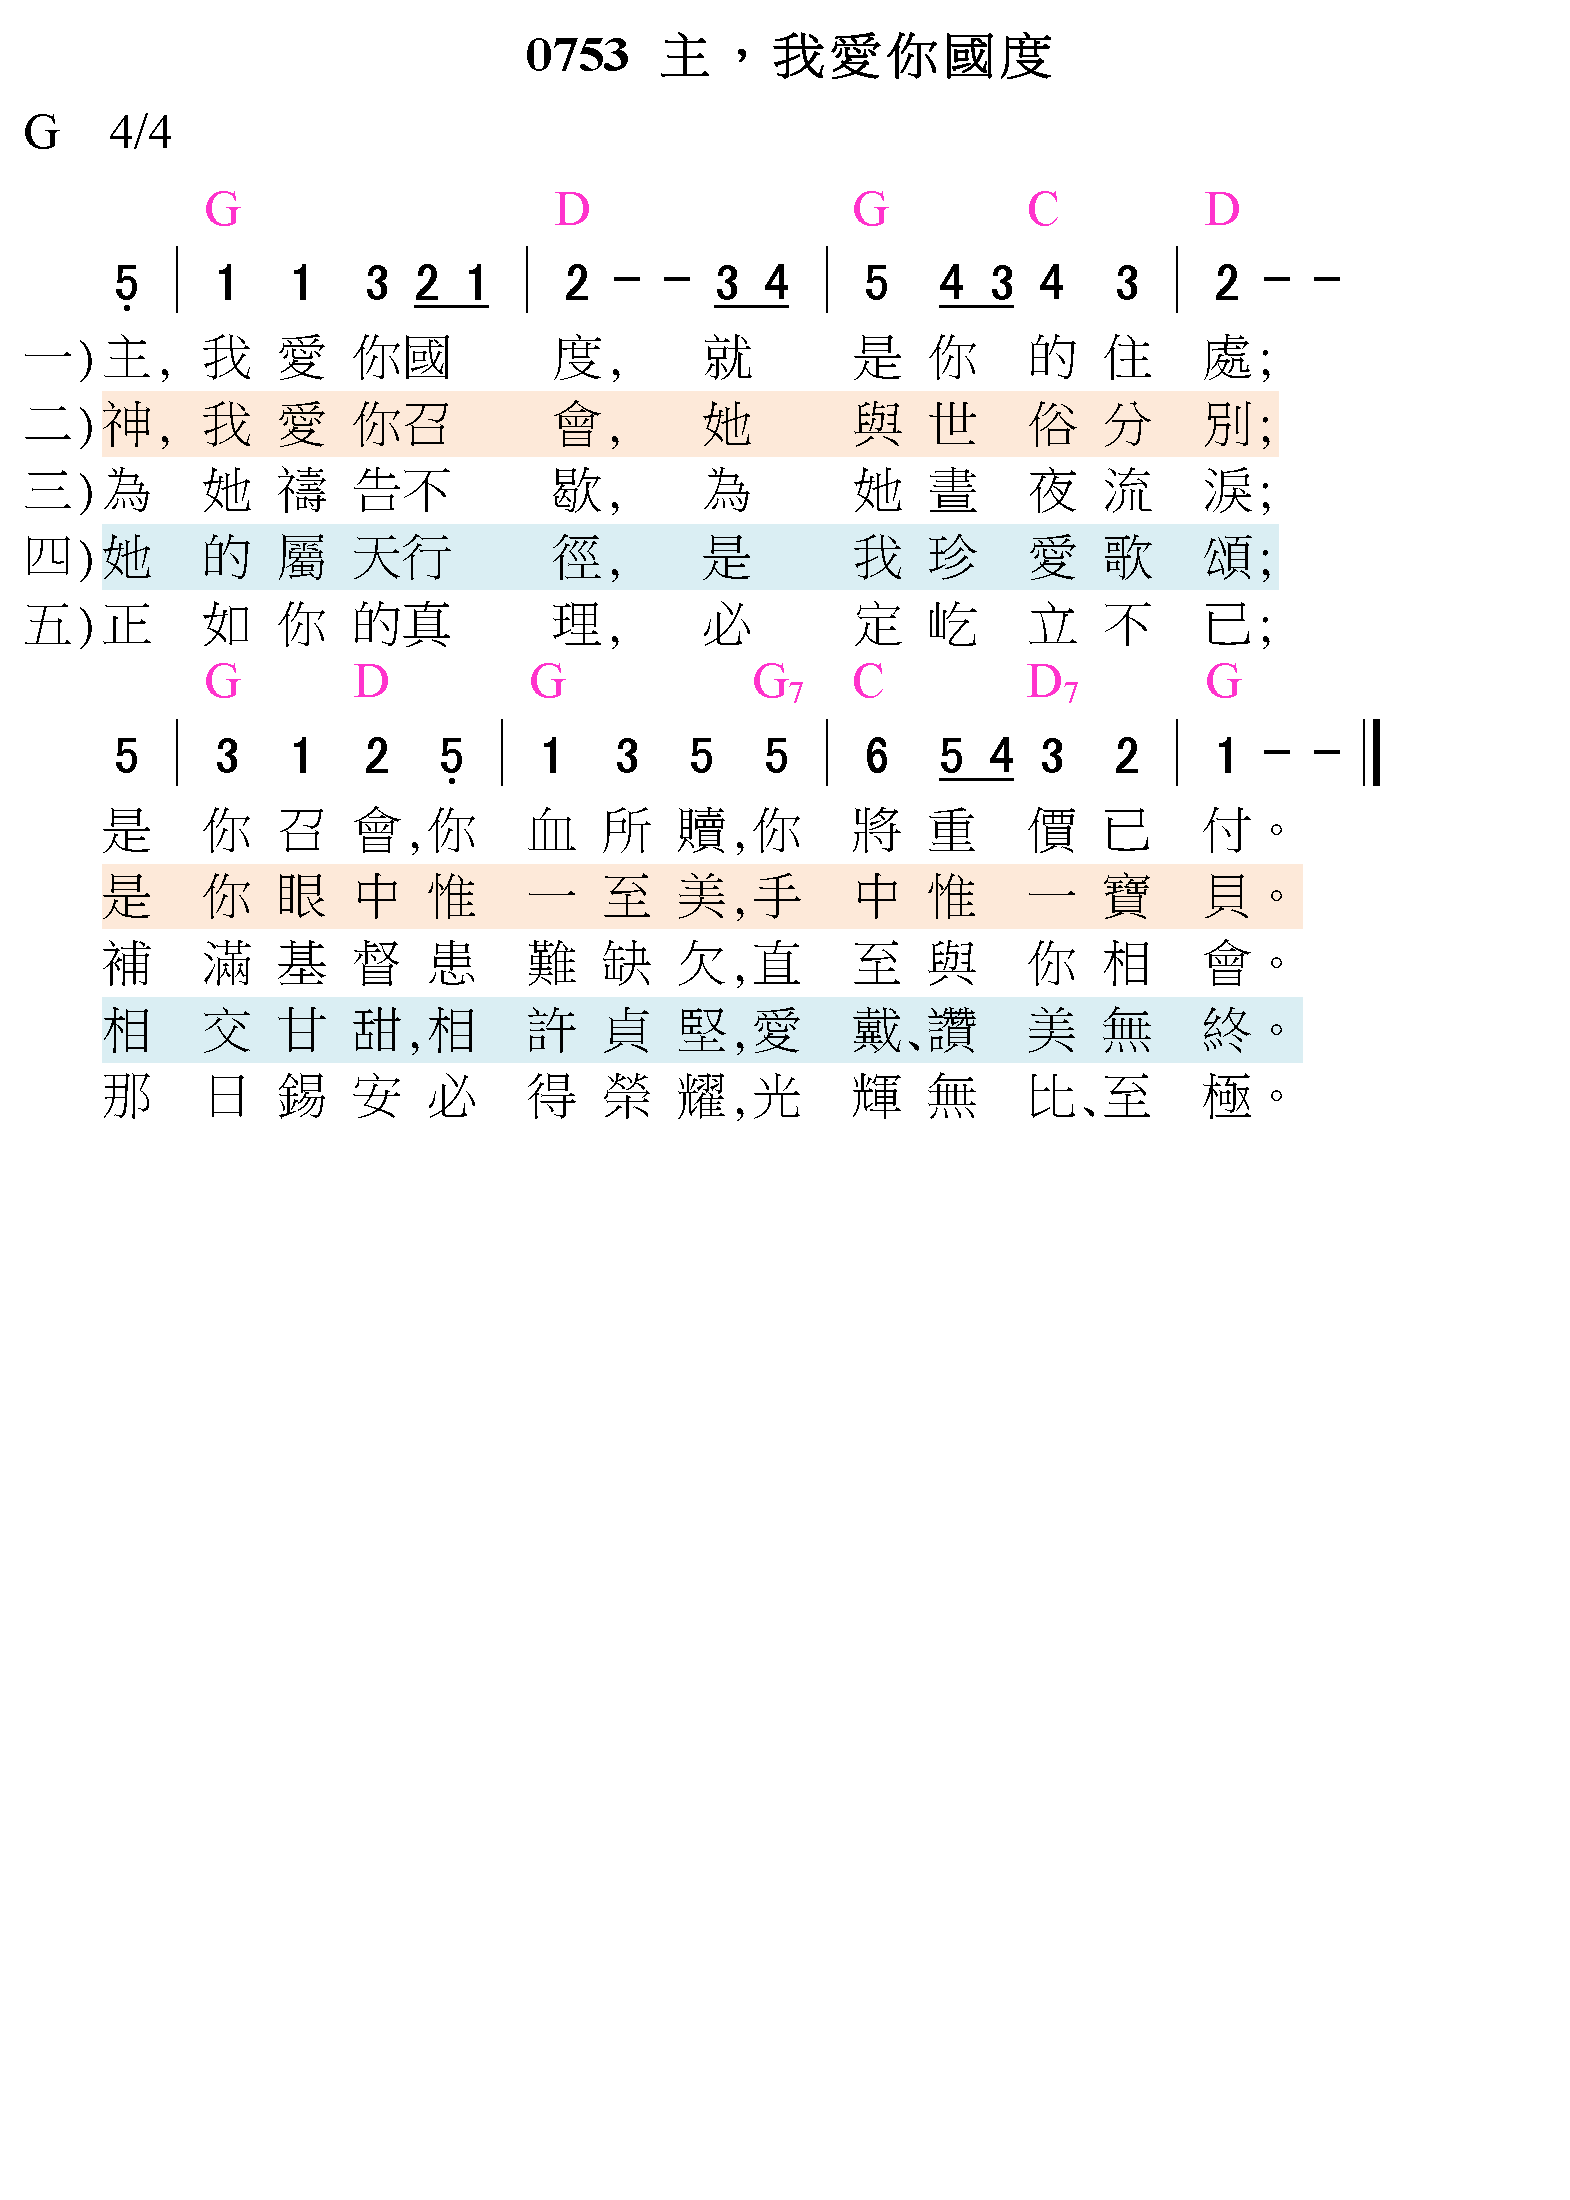 0753 主，我愛你國度
G 4/4
G D G C D
5̣ | 1 1 3 2 1 | 2 - - 3 4 | 5 4 3 4 3 | 2 - -
一)主, 我 愛 你國 度, 就 是 你 的 住 處;
二)神, 我 愛 你召 會, 她 與 世 俗 分 別;
三)為 她 禱 告不 歇, 為 她 晝 夜 流 淚;
四)她 的 屬 天行 徑, 是 我 珍 愛 歌 頌;
五)正 如 你 的真 理, 必 定 屹 立 不 已;
G D G G7 C D7 G
5 | 3 1 2 5̣ | 1 3 5 5 | 6 5 4 3 2 | 1 - - ‖
是 你 召 會,你 血 所 贖,你 將 重 價 已 付。
是 你 眼 中 惟 一 至 美,手 中 惟 一 寶 貝。
補 滿 基 督 患 難 缺 欠,直 至 與 你 相 會。
相 交 甘 甜,相 許 貞 堅,愛 戴、讚 美 無 終。
那 日 錫 安 必 得 榮 耀,光 輝 無 比、至 極。